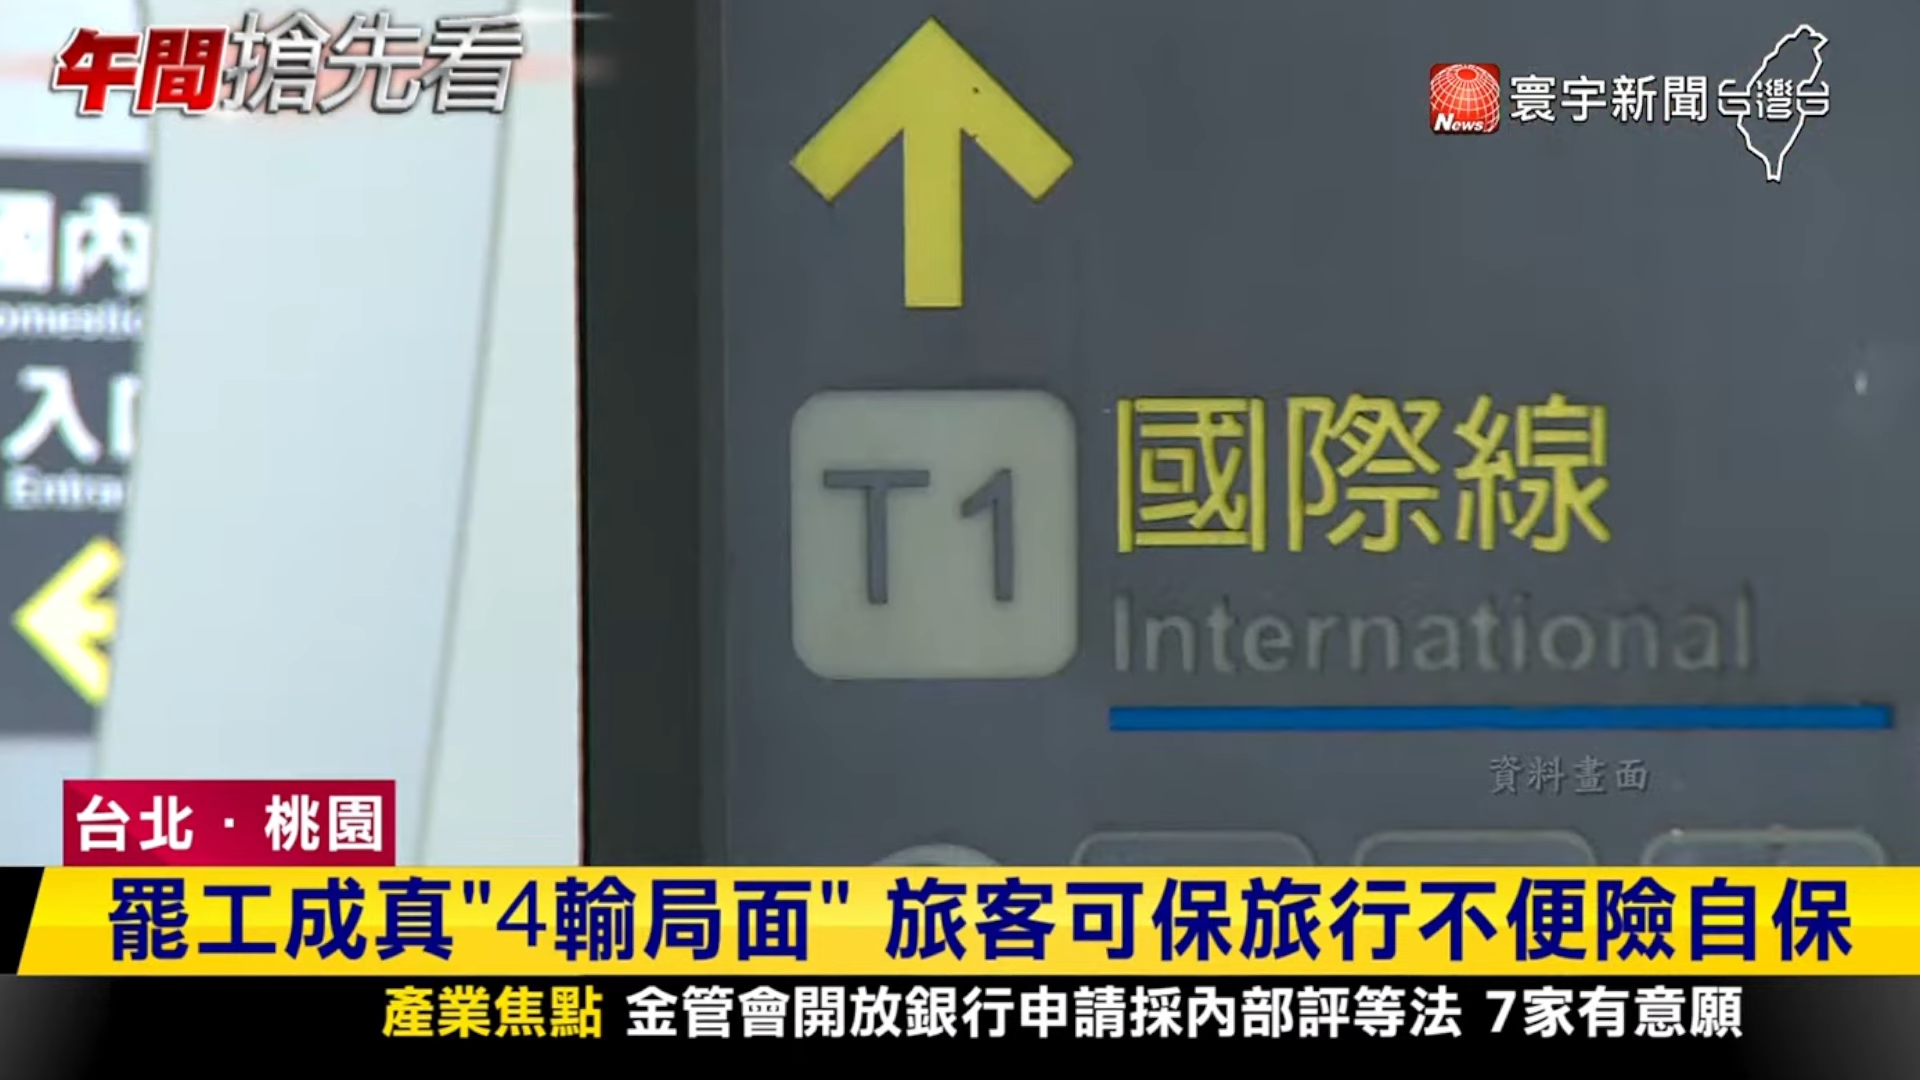 午間搶先看
News
寰宇新聞 台灣台
國內
入
T1
國際線
International
資料畫面
台北・桃園
罷工成真"4輸局面" 旅客可保旅行不便險自保
產業焦點 金管會開放銀行申請採內部評等法 7家有意願